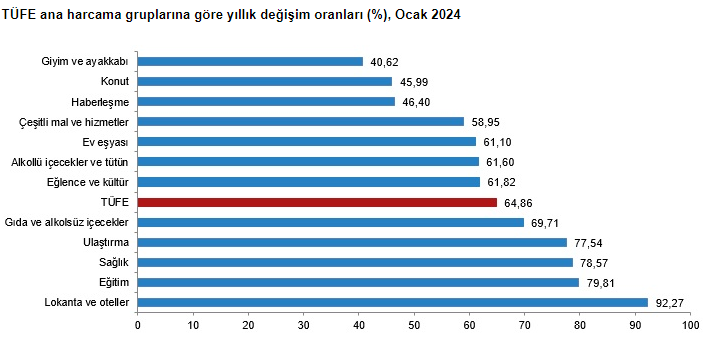 TÜFE ana harcama gruplarına göre yıllık değişim oranları (%), Ocak 2024
Giyim ve ayakkabı 40,62
Konut 45,99
Haberleşme 46,40
Çeşitli mal ve hizmetler 58,95
Ev eşyası 61,10
Alkollü içecekler ve tütün 61,60
Eğlence ve kültür 61,82
TÜFE 64,86
Gıda ve alkolsüz içecekler 69,71
Ulaştırma 77,54
Sağlık 78,57
Eğitim 79,81
Lokanta ve oteller 92,27
0 10 20 30 40 50 60 70 80 90 100